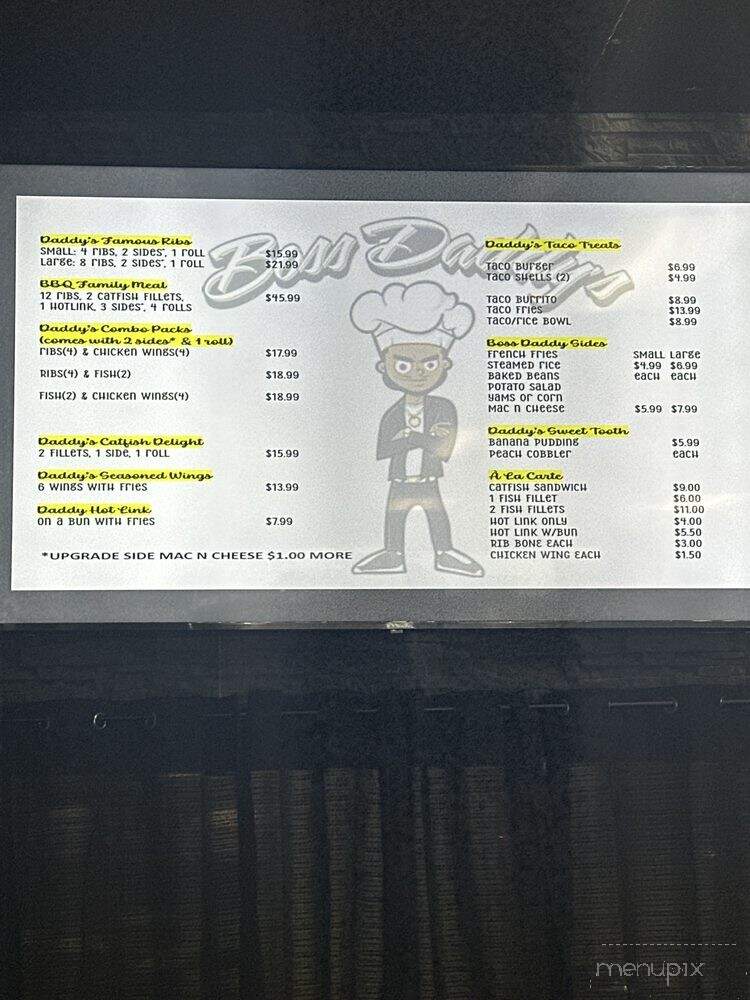 Boss Daddy's
Daddy's Famous Ribs
Small: 4 ribs, 2 sides*, 1 roll $15.99
Large: 8 ribs, 2 sides*, 1 roll $21.99
BBQ Family Meal
12 ribs, 2 catfish fillets, $45.99
1 hotlink, 3 sides*, 4 rolls
Daddy's Combo Packs
(comes with 2 sides* & 1 roll)
Ribs(4) & Chicken Wings(4) $17.99
Ribs(4) & Fish(2) $18.99
Fish(2) & Chicken Wings(4) $18.99
Daddy's Catfish Delight
2 fillets, 1 side, 1 roll $15.99
Daddy's Seasoned Wings
6 wings with fries $13.99
Daddy Hot Link
on a bun with fries $7.99
*UPGRADE SIDE MAC N CHEESE $1.00 MORE
Daddy's Taco Treats
Taco Burger $6.99
Taco Shells (2) $4.99
Taco Burrito $8.99
Taco Fries $13.99
Taco/Rice Bowl $8.99
Boss Daddy Sides
French Fries Small Large
Steamed Rice $4.99 $6.99
Baked Beans each each
Potato Salad
Yams or Corn
Mac n Cheese $5.99 $7.99
Daddy's Sweet Tooth
Banana Pudding $5.99
Peach Cobbler each
À La Carte
Catfish Sandwich $9.00
1 Fish Fillet $6.00
2 Fish Fillets $11.00
Hot Link Only $4.00
Hot Link w/Bun $5.50
Rib Bone Each $3.00
Chicken Wing Each $1.50
menupix